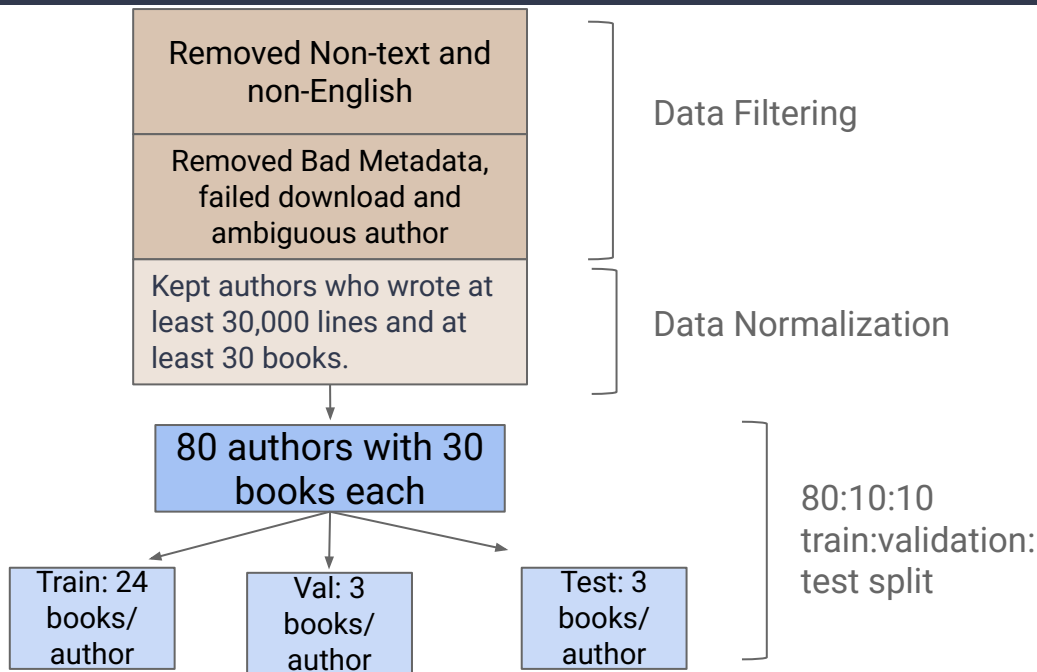 Removed Non-text and
non-English
Data Filtering
Removed Bad Metadata,
failed download and
ambiguous author
Kept authors who wrote at
least 30,000 lines and at
least 30 books.
Data Normalization
80 authors with 30
books each
80:10:10
train:validation:
test split
Train: 24
books/
author
Val: 3
books/
author
Test: 3
books/
author